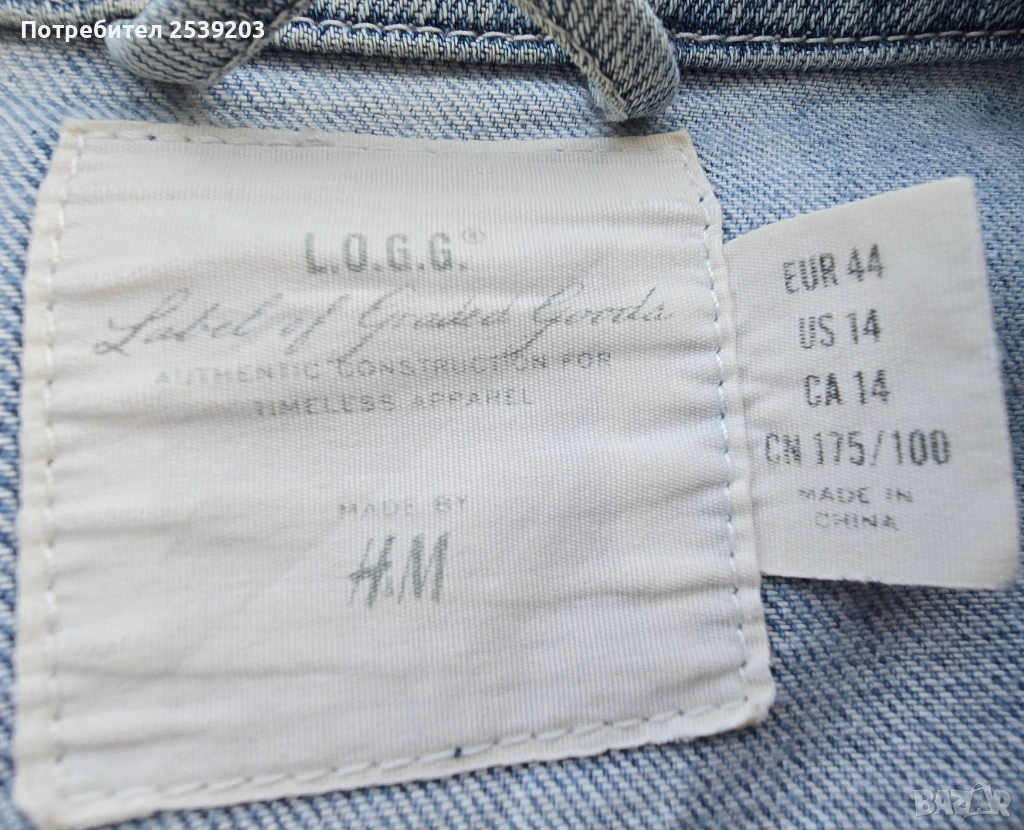 Потребител 2539203
L.O.G.G.®
Label of Graded Goods
AUTHENTIC CONSTRUCTION FOR
TIMELESS APPAREL
MADE BY
H&M
EUR 44
US 14
CA 14
CN 175/100
MADE IN
CHINA
BAZAR